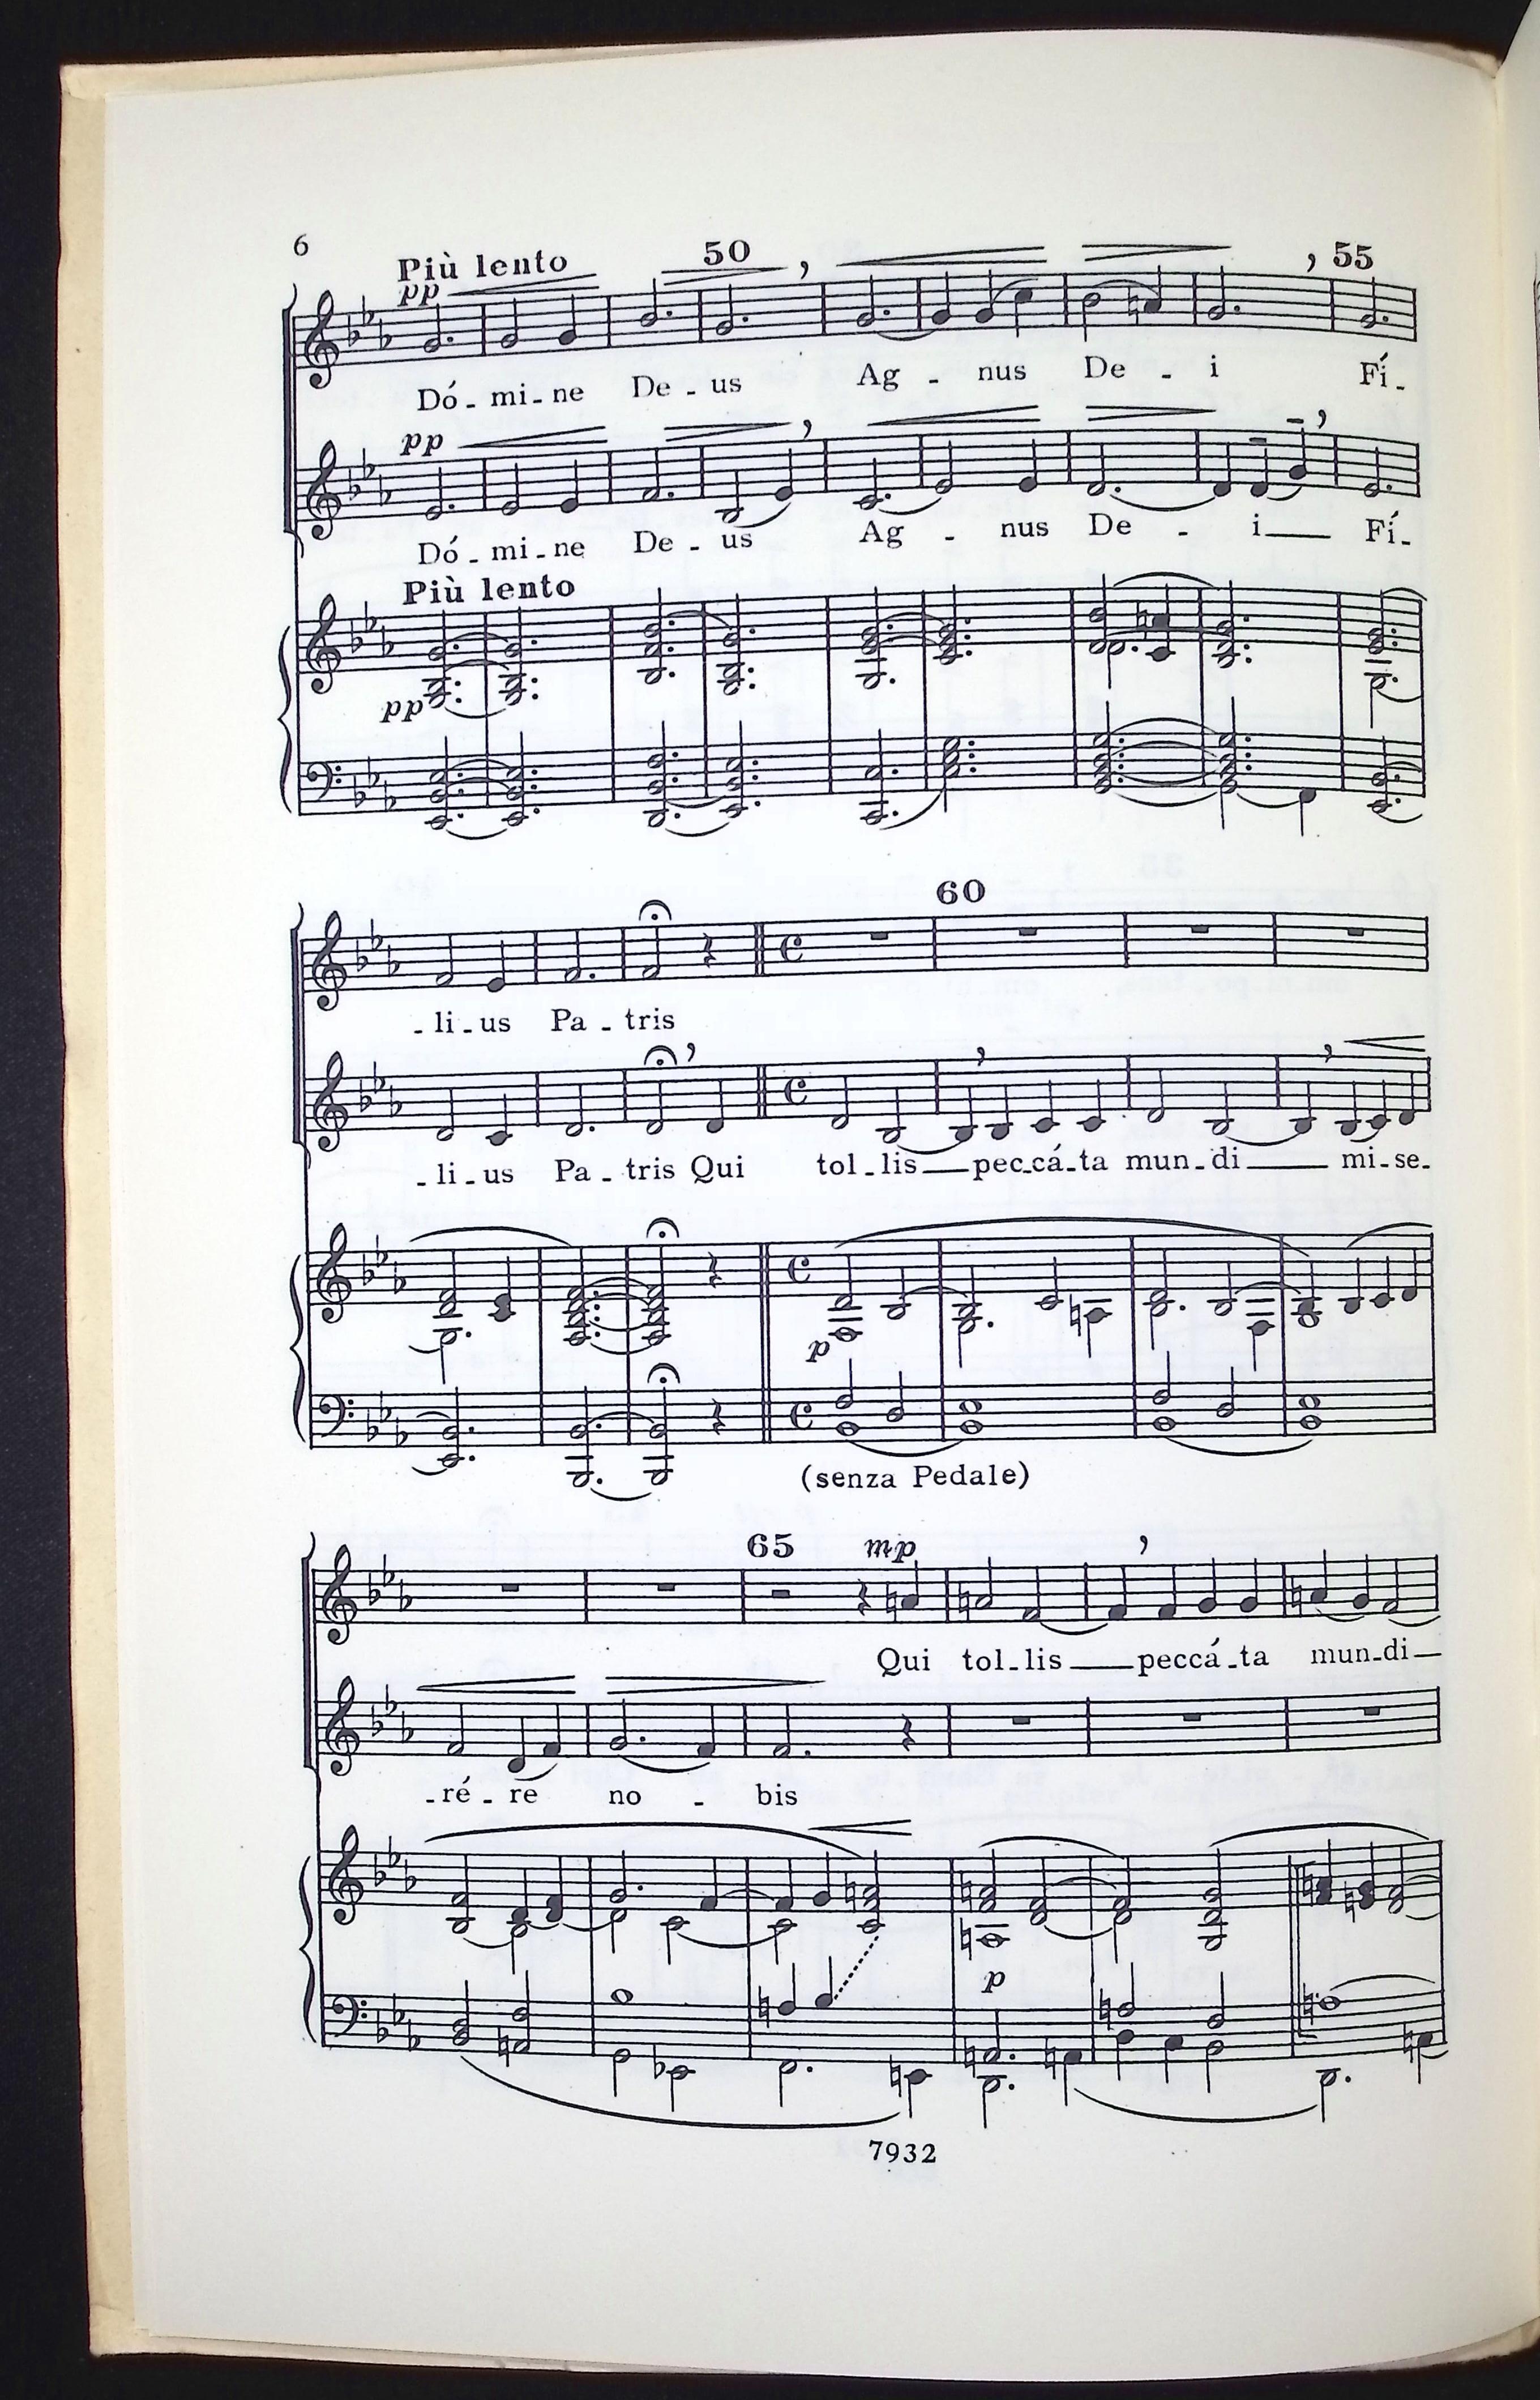 6
Più lento
50
55
pp
Dó - mi - ne De - us Ag - nus De - i Fí -
pp
Dó - mi - ne De - us Ag - nus De - i Fí -
Più lento
pp
60
- li - us Pa - tris
- li - us Pa - tris Qui tol - lis pec - cá - ta mun - di mi - se -
p
(senza Pedale)
65 mp
Qui tol - lis peccá - ta mun - di
- ré - re no - bis
p
7932